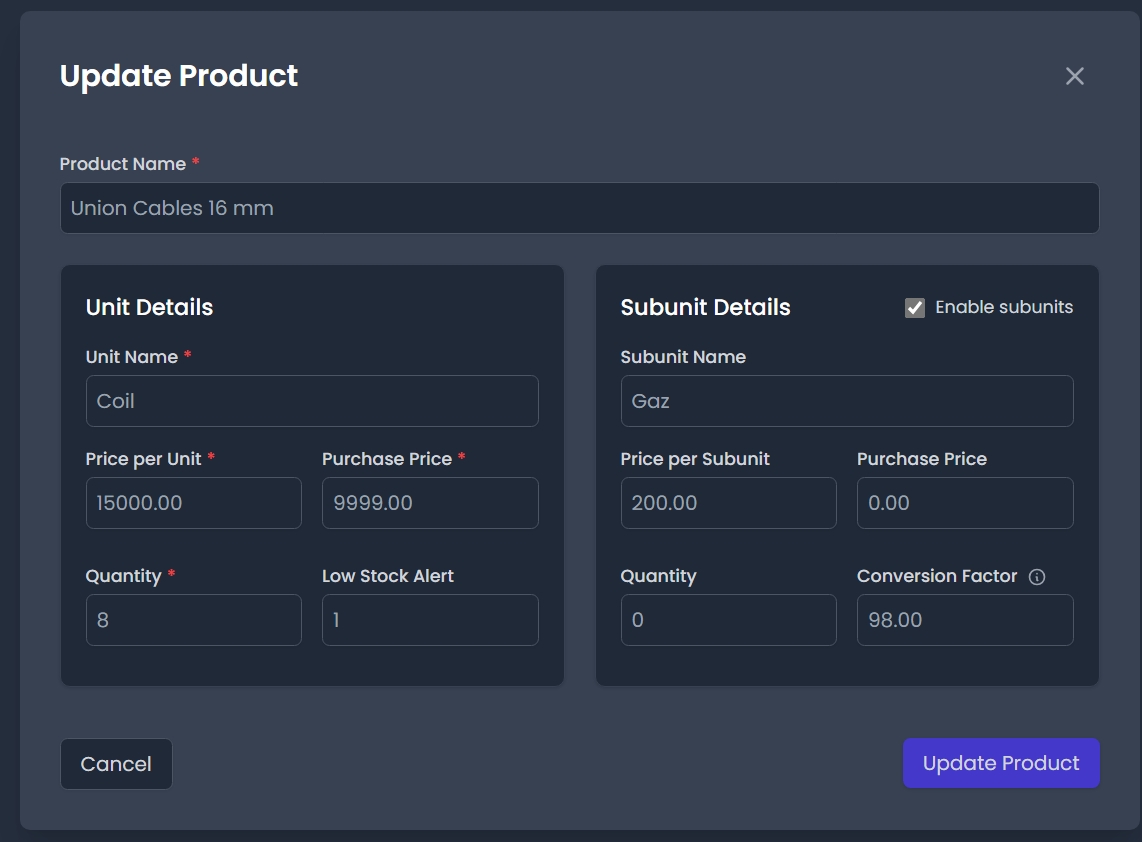 Update Product
Product Name *
Union Cables 16 mm
Unit Details
Unit Name *
Coil
Price per Unit * Purchase Price *
15000.00 9999.00
Quantity * Low Stock Alert
8 1
Subunit Details Enable subunits
Subunit Name
Gaz
Price per Subunit Purchase Price
200.00 0.00
Quantity Conversion Factor
0 98.00
Cancel Update Product